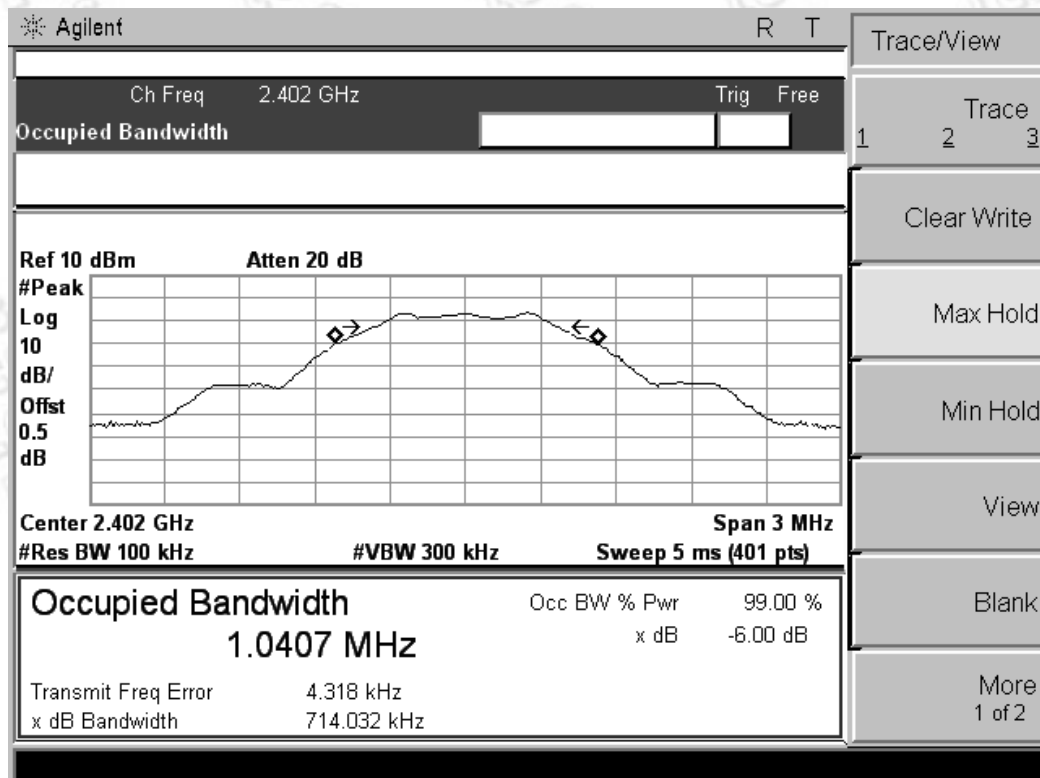 Agilent
R T
Ch Freq 2.402 GHz Trig Free
Occupied Bandwidth
Ref 10 dBm Atten 20 dB
#Peak
Log
10
dB/
Offst
0.5
dB
Center 2.402 GHz Span 3 MHz
#Res BW 100 kHz #VBW 300 kHz Sweep 5 ms (401 pts)
Occupied Bandwidth
1.0407 MHz
Occ BW % Pwr 99.00 %
x dB -6.00 dB
Transmit Freq Error 4.318 kHz
x dB Bandwidth 714.032 kHz
Trace/View
Trace
1 2 3
Clear Write
Max Hold
Min Hold
View
Blank
More
1 of 2